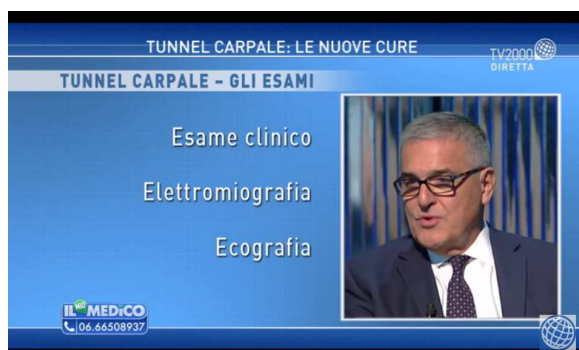 TUNNEL CARPALE: LE NUOVE CURE
TV2000
DIRETTA
TUNNEL CARPALE – GLI ESAMI
Esame clinico
Elettromiografia
Ecografia
IL MIO MEDICO
06.66508937